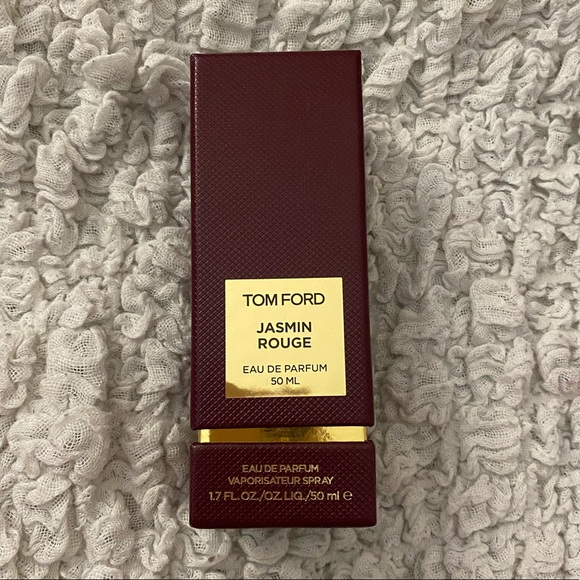 TOM FORD
JASMIN
ROUGE
EAU DE PARFUM
50 ML
EAU DE PARFUM
VAPORISATEUR SPRAY
1.7 FL.OZ./OZ.LIQ./50 ml ℮